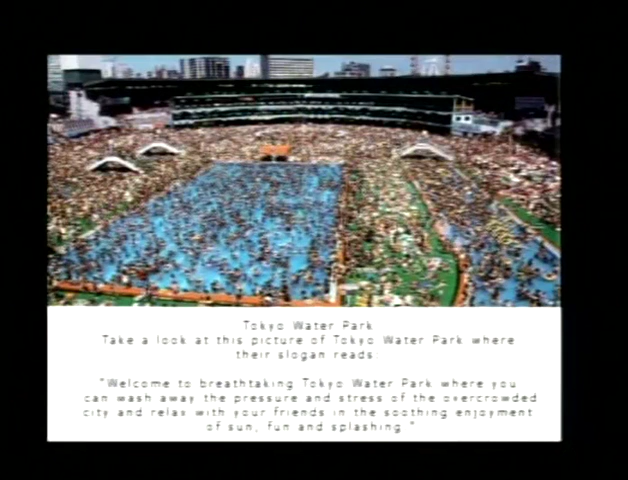 Tokyo Water Park
Take a look at this picture of Tokyo Water Park where
their slogan reads:
"Welcome to breathtaking Tokyo Water Park where you
can wash away the pressure and stress of the overcrowded
city and relax with your friends in the soothing enjoyment
of sun, fun and splashing."